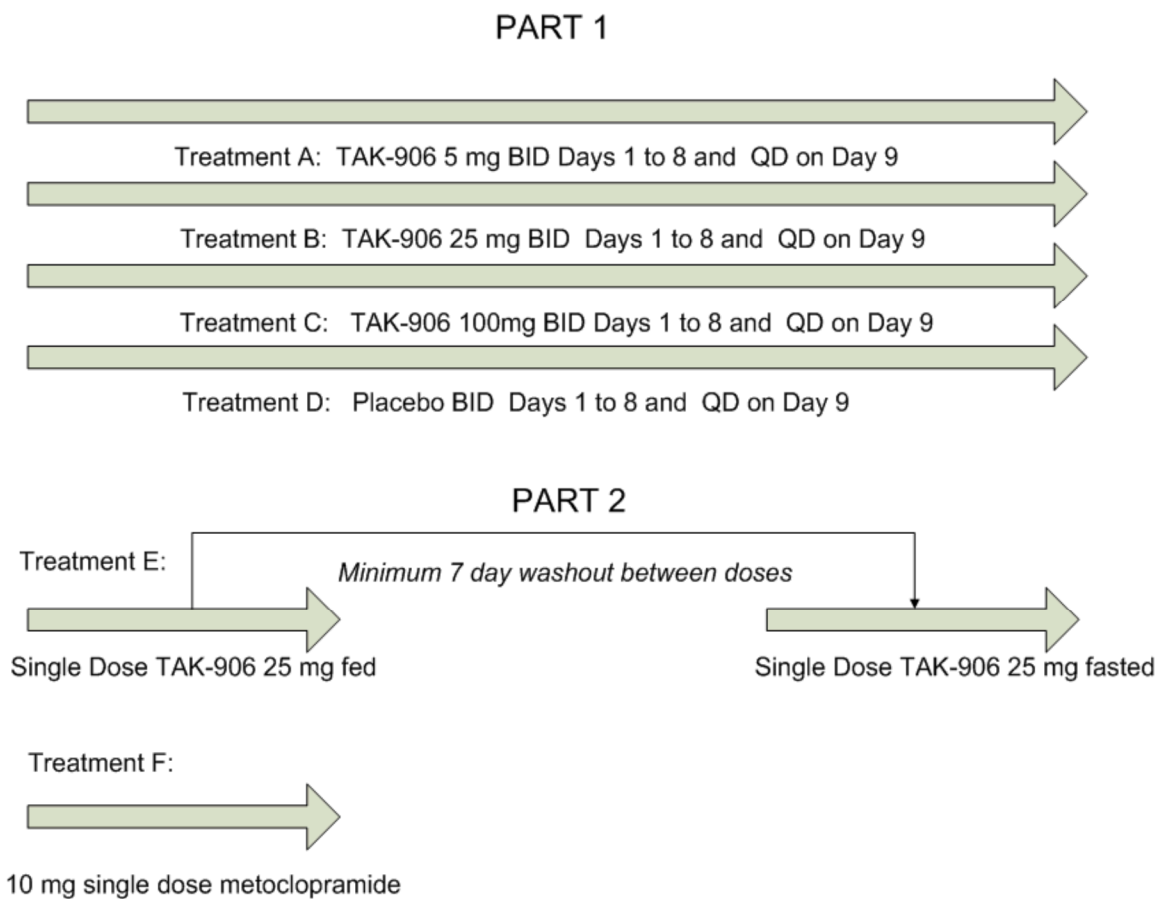 PART 1
Treatment A: TAK-906 5 mg BID Days 1 to 8 and QD on Day 9
Treatment B: TAK-906 25 mg BID Days 1 to 8 and QD on Day 9
Treatment C: TAK-906 100mg BID Days 1 to 8 and QD on Day 9
Treatment D: Placebo BID Days 1 to 8 and QD on Day 9
PART 2
Treatment E:
Minimum 7 day washout between doses
Single Dose TAK-906 25 mg fed
Single Dose TAK-906 25 mg fasted
Treatment F:
10 mg single dose metoclopramide